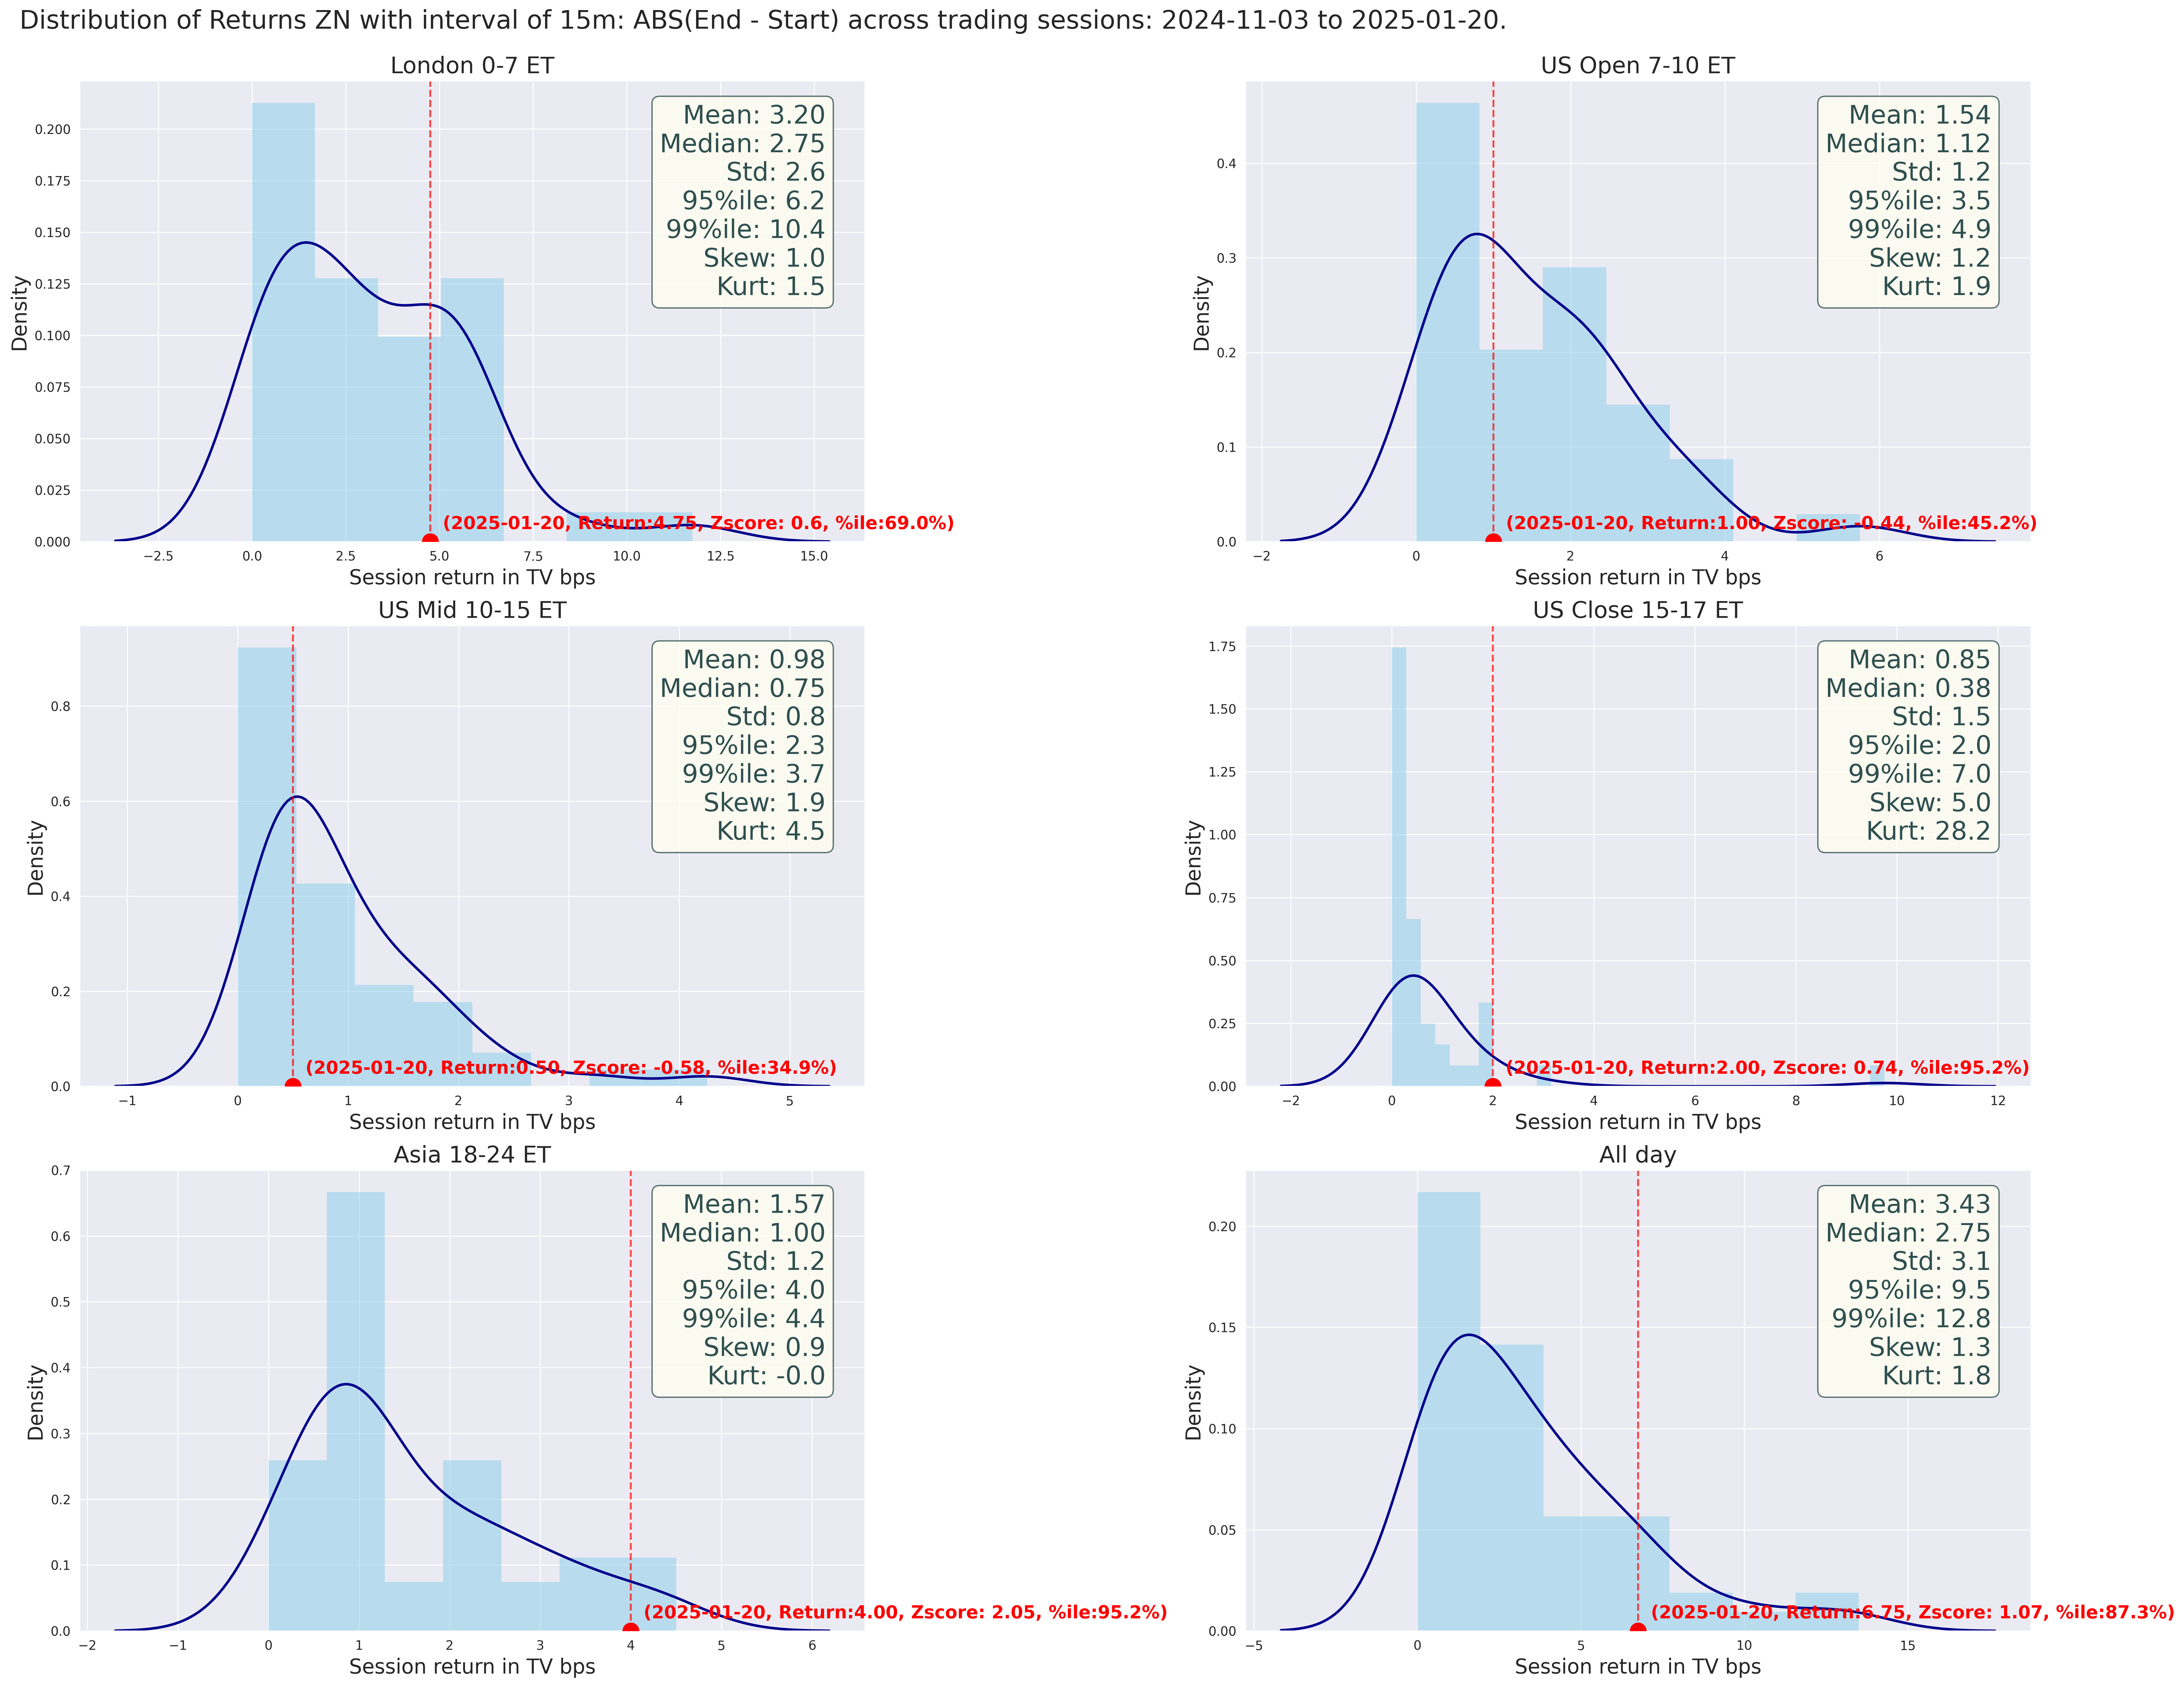 Distribution of Returns ZN with interval of 15m: ABS(End - Start) across trading sessions: 2024-11-03 to 2025-01-20.
London 0-7 ET
Mean: 3.20
Median: 2.75
Std: 2.6
95%ile: 6.2
99%ile: 10.4
Skew: 1.0
Kurt: 1.5
Density
0.200
0.175
0.150
0.125
0.100
0.075
0.050
0.025
0.000
(2025-01-20, Return:4.75, Zscore: 0.6, %ile:69.0%)
−2.5 0.0 2.5 5.0 7.5 10.0 12.5 15.0
Session return in TV bps
US Open 7-10 ET
Mean: 1.54
Median: 1.12
Std: 1.2
95%ile: 3.5
99%ile: 4.9
Skew: 1.2
Kurt: 1.9
Density
0.4
0.3
0.2
0.1
0.0
(2025-01-20, Return:1.00, Zscore: -0.44, %ile:45.2%)
−2 0 2 4 6
Session return in TV bps
US Mid 10-15 ET
Mean: 0.98
Median: 0.75
Std: 0.8
95%ile: 2.3
99%ile: 3.7
Skew: 1.9
Kurt: 4.5
Density
0.8
0.6
0.4
0.2
0.0
(2025-01-20, Return:0.50, Zscore: -0.58, %ile:34.9%)
−1 0 1 2 3 4 5
Session return in TV bps
US Close 15-17 ET
Mean: 0.85
Median: 0.38
Std: 1.5
95%ile: 2.0
99%ile: 7.0
Skew: 5.0
Kurt: 28.2
Density
1.75
1.50
1.25
1.00
0.75
0.50
0.25
0.00
(2025-01-20, Return:2.00, Zscore: 0.74, %ile:95.2%)
−2 0 2 4 6 8 10 12
Session return in TV bps
Asia 18-24 ET
Mean: 1.57
Median: 1.00
Std: 1.2
95%ile: 4.0
99%ile: 4.4
Skew: 0.9
Kurt: -0.0
Density
0.7
0.6
0.5
0.4
0.3
0.2
0.1
0.0
(2025-01-20, Return:4.00, Zscore: 2.05, %ile:95.2%)
−2 −1 0 1 2 3 4 5 6
Session return in TV bps
All day
Mean: 3.43
Median: 2.75
Std: 3.1
95%ile: 9.5
99%ile: 12.8
Skew: 1.3
Kurt: 1.8
Density
0.20
0.15
0.10
0.05
0.00
(2025-01-20, Return:6.75, Zscore: 1.07, %ile:87.3%)
−5 0 5 10 15
Session return in TV bps